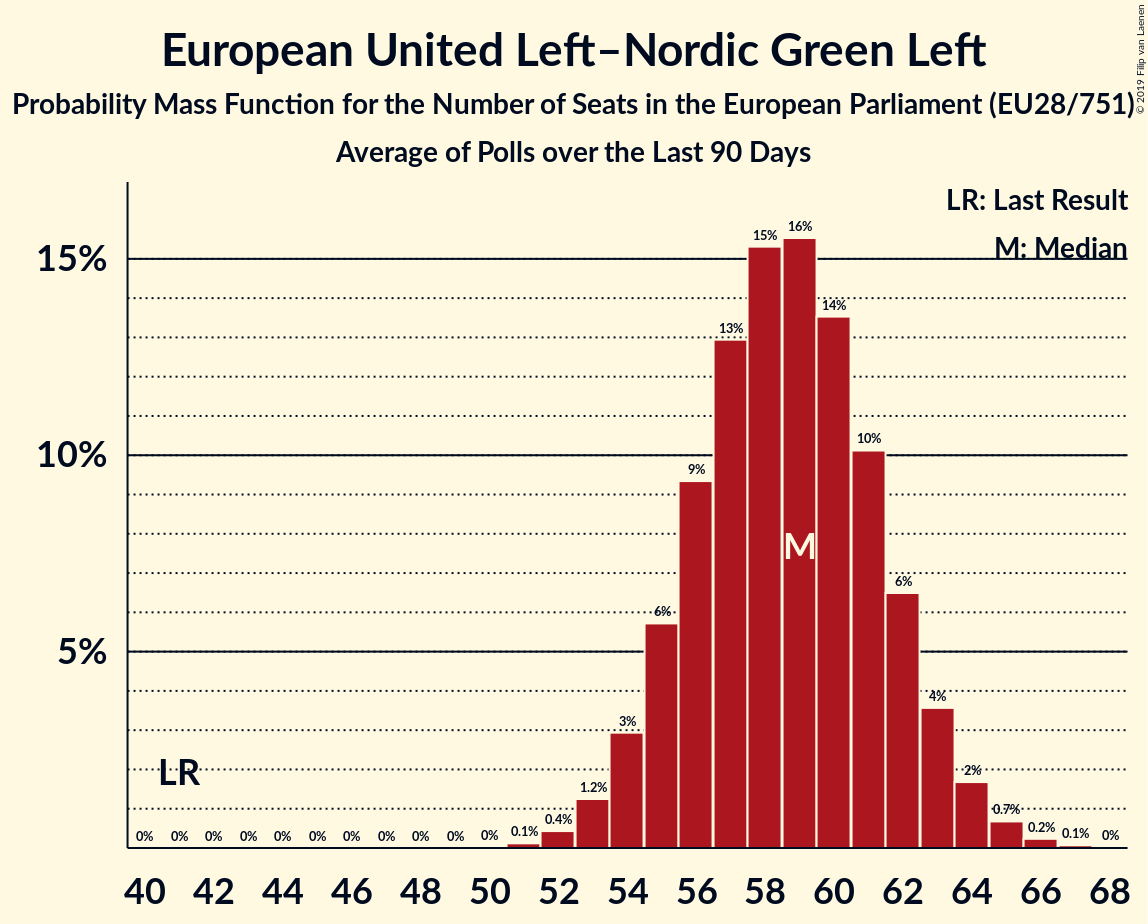 European United Left–Nordic Green Left
Probability Mass Function for the Number of Seats in the European Parliament (EU28/751)
Average of Polls over the Last 90 Days
© 2019 Filip van Laenen
LR: Last Result
M: Median
15%
10%
5%
LR
M
0% 0% 0% 0% 0% 0% 0% 0% 0% 0% 0% 0.1% 0.4% 1.2% 3% 6% 9% 13% 15% 16% 14% 10% 6% 4% 2% 0.7% 0.2% 0.1% 0%
40 42 44 46 48 50 52 54 56 58 60 62 64 66 68